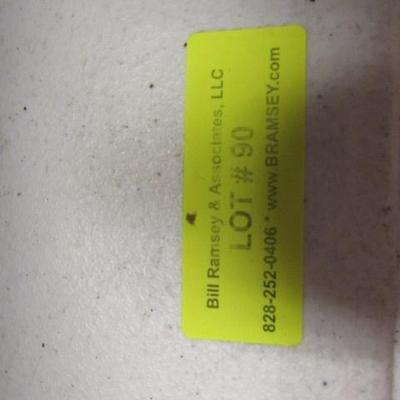 Bill Ramsey & Associates, LLC
LOT # 90
828-252-0406 * www.BRAMSEY.com